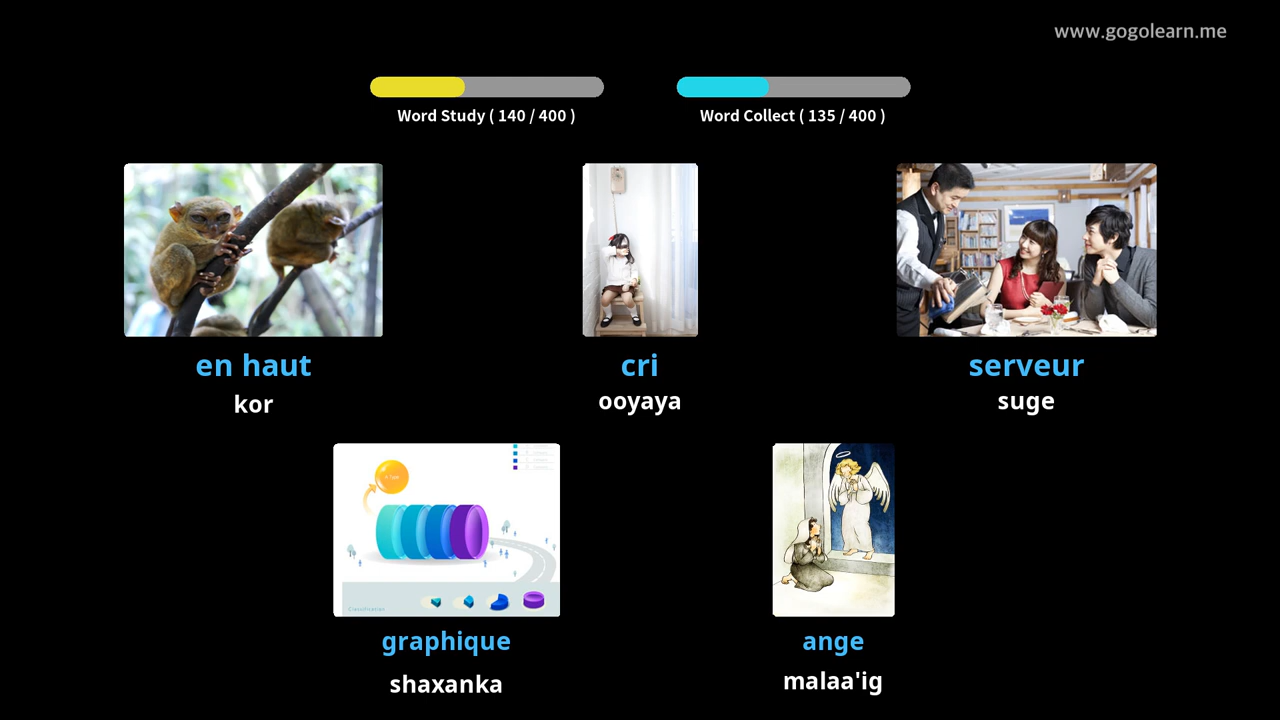 www.gogolearn.me
Word Study ( 140 / 400 )
Word Collect ( 135 / 400 )
en haut
kor
cri
ooyaya
serveur
suge
graphique
shaxanka
ange
malaa'ig